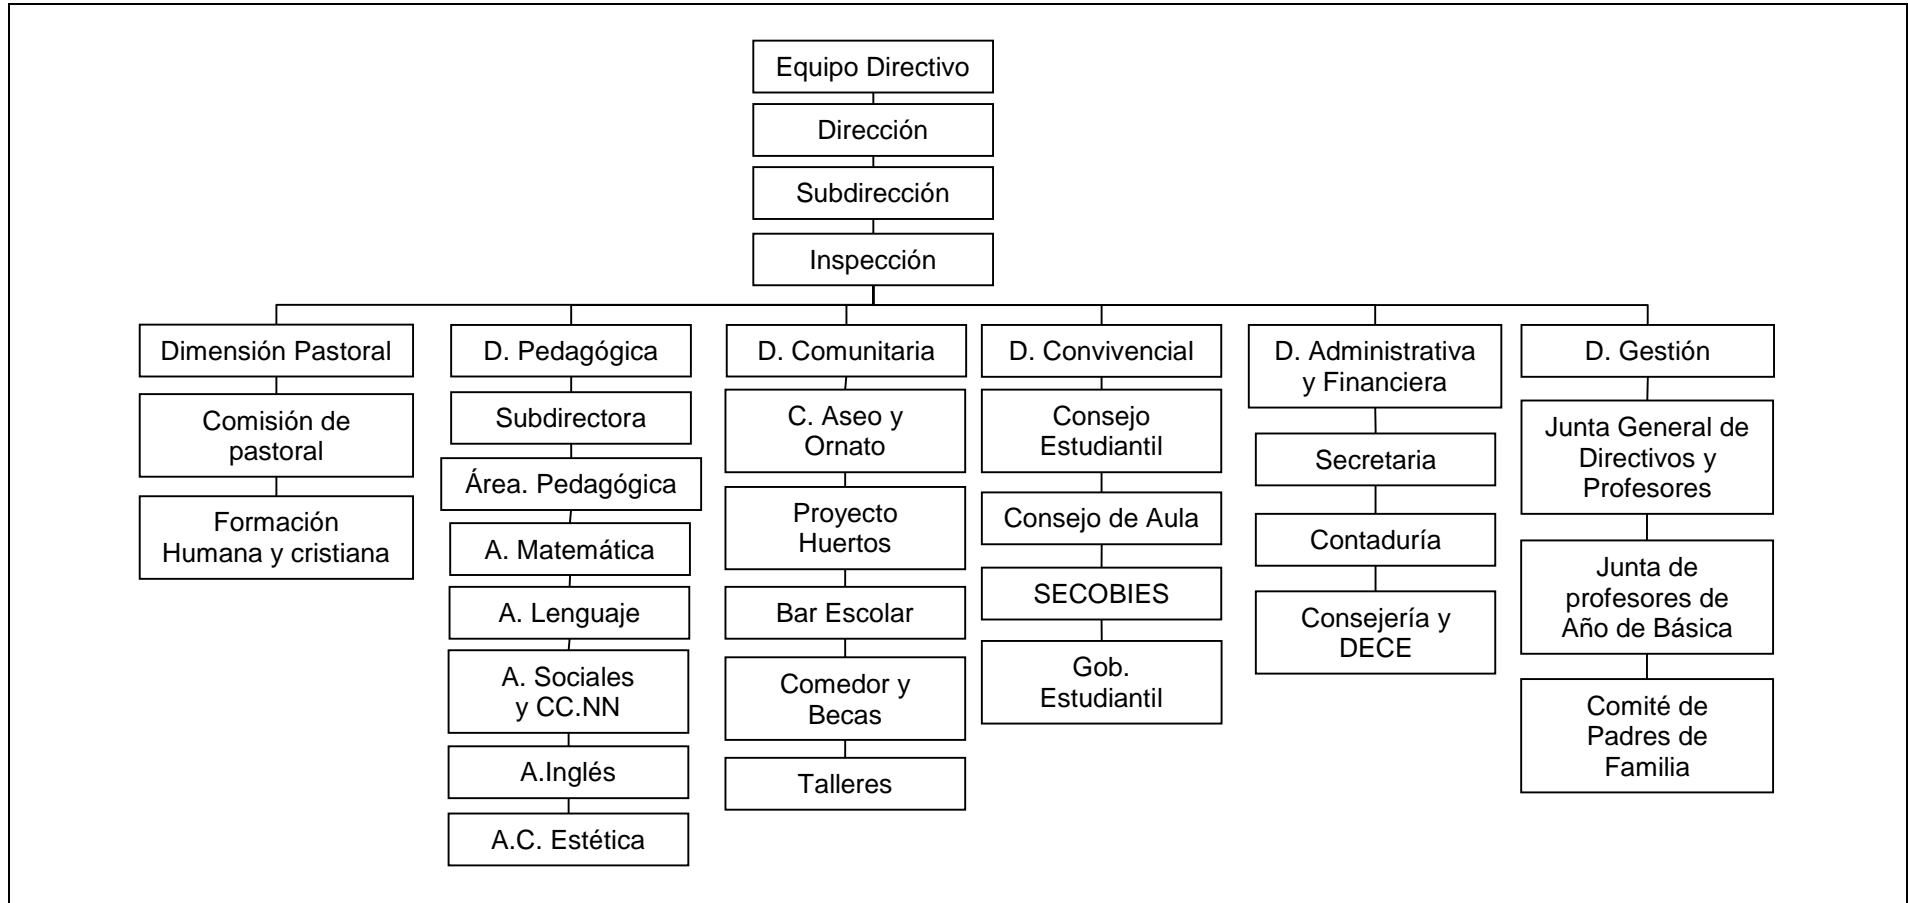 Equipo Directivo
Dirección
Subdirección
Inspección
Dimensión Pastoral
Comisión de
pastoral
Formación
Humana y cristiana
D. Pedagógica
Subdirectora
Área. Pedagógica
A. Matemática
A. Lenguaje
A. Sociales
y CC.NN
A.Inglés
A.C. Estética
D. Comunitaria
C. Aseo y
Ornato
Proyecto
Huertos
Bar Escolar
Comedor y
Becas
Talleres
D. Convivencial
Consejo
Estudiantil
Consejo de Aula
SECOBIES
Gob.
Estudiantil
D. Administrativa
y Financiera
Secretaria
Contaduría
Consejería y
DECE
D. Gestión
Junta General de
Directivos y
Profesores
Junta de
profesores de
Año de Básica
Comité de
Padres de
Familia